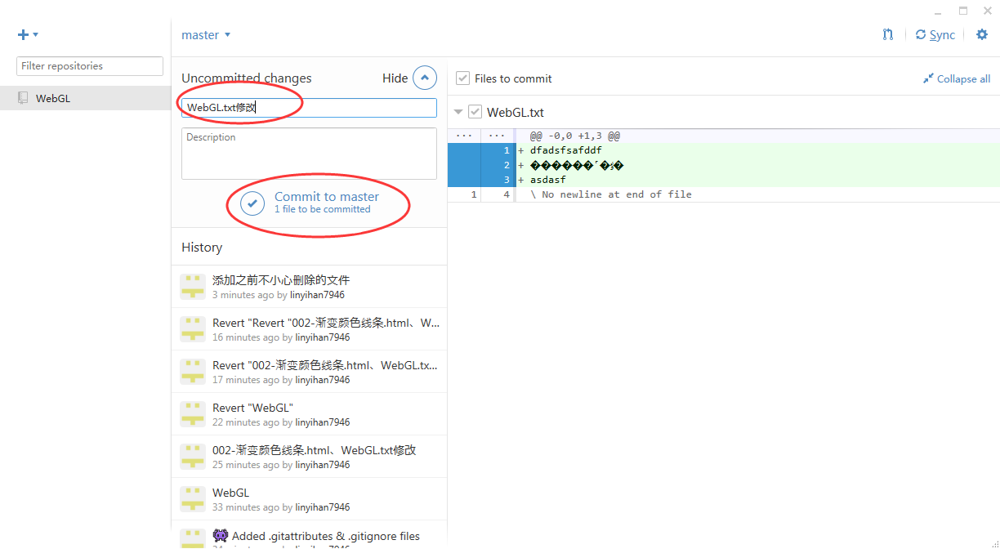 master
Sync
Filter repositories
WebGL
Uncommitted changes
Hide
WebGL.txt修改
Description
Commit to master
1 file to be committed
History
添加之前不小心删除的文件
3 minutes ago by linyihan7946
Revert "Revert "002-渐变颜色线条.html、W...
16 minutes ago by linyihan7946
Revert "002-渐变颜色线条.html、WebGL.tx...
17 minutes ago by linyihan7946
Revert "WebGL"
22 minutes ago by linyihan7946
002-渐变颜色线条.html、WebGL.txt修改
25 minutes ago by linyihan7946
WebGL
33 minutes ago by linyihan7946
Added .gitattributes & .gitignore files
Files to commit
Collapse all
WebGL.txt
... ... @@ -0,0 +1,3 @@
1 + dfadsfsafddf
2 +
3 + asdasf
1 4 \ No newline at end of file